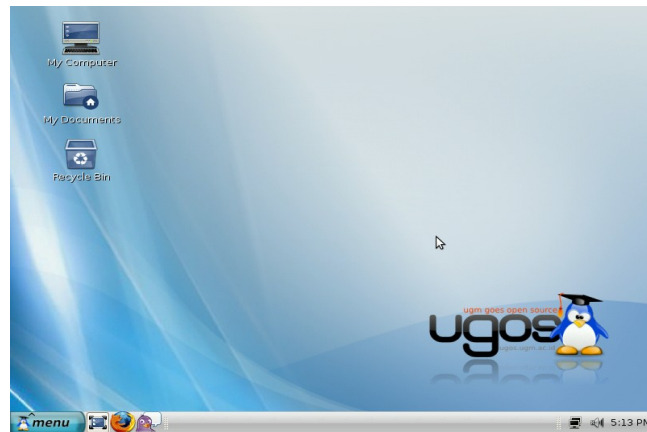 My Computer
My Documents
Recycle Bin
ugm goes open source
ugos
menu
5:13 PM